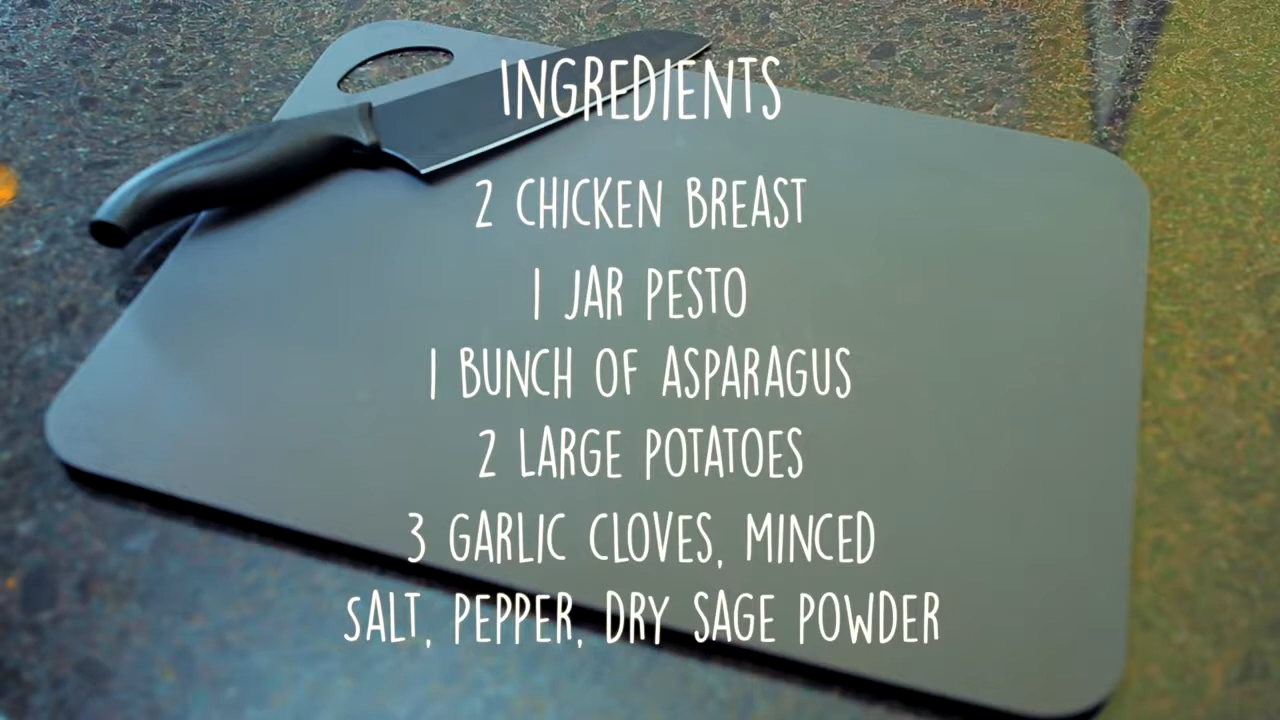 INGREDIENTS
2 CHICKEN BREAST
1 JAR PESTO
1 BUNCH OF ASPARAGUS
2 LARGE POTATOES
3 GARLIC CLOVES, MINCED
SALT, PEPPER, DRY SAGE POWDER